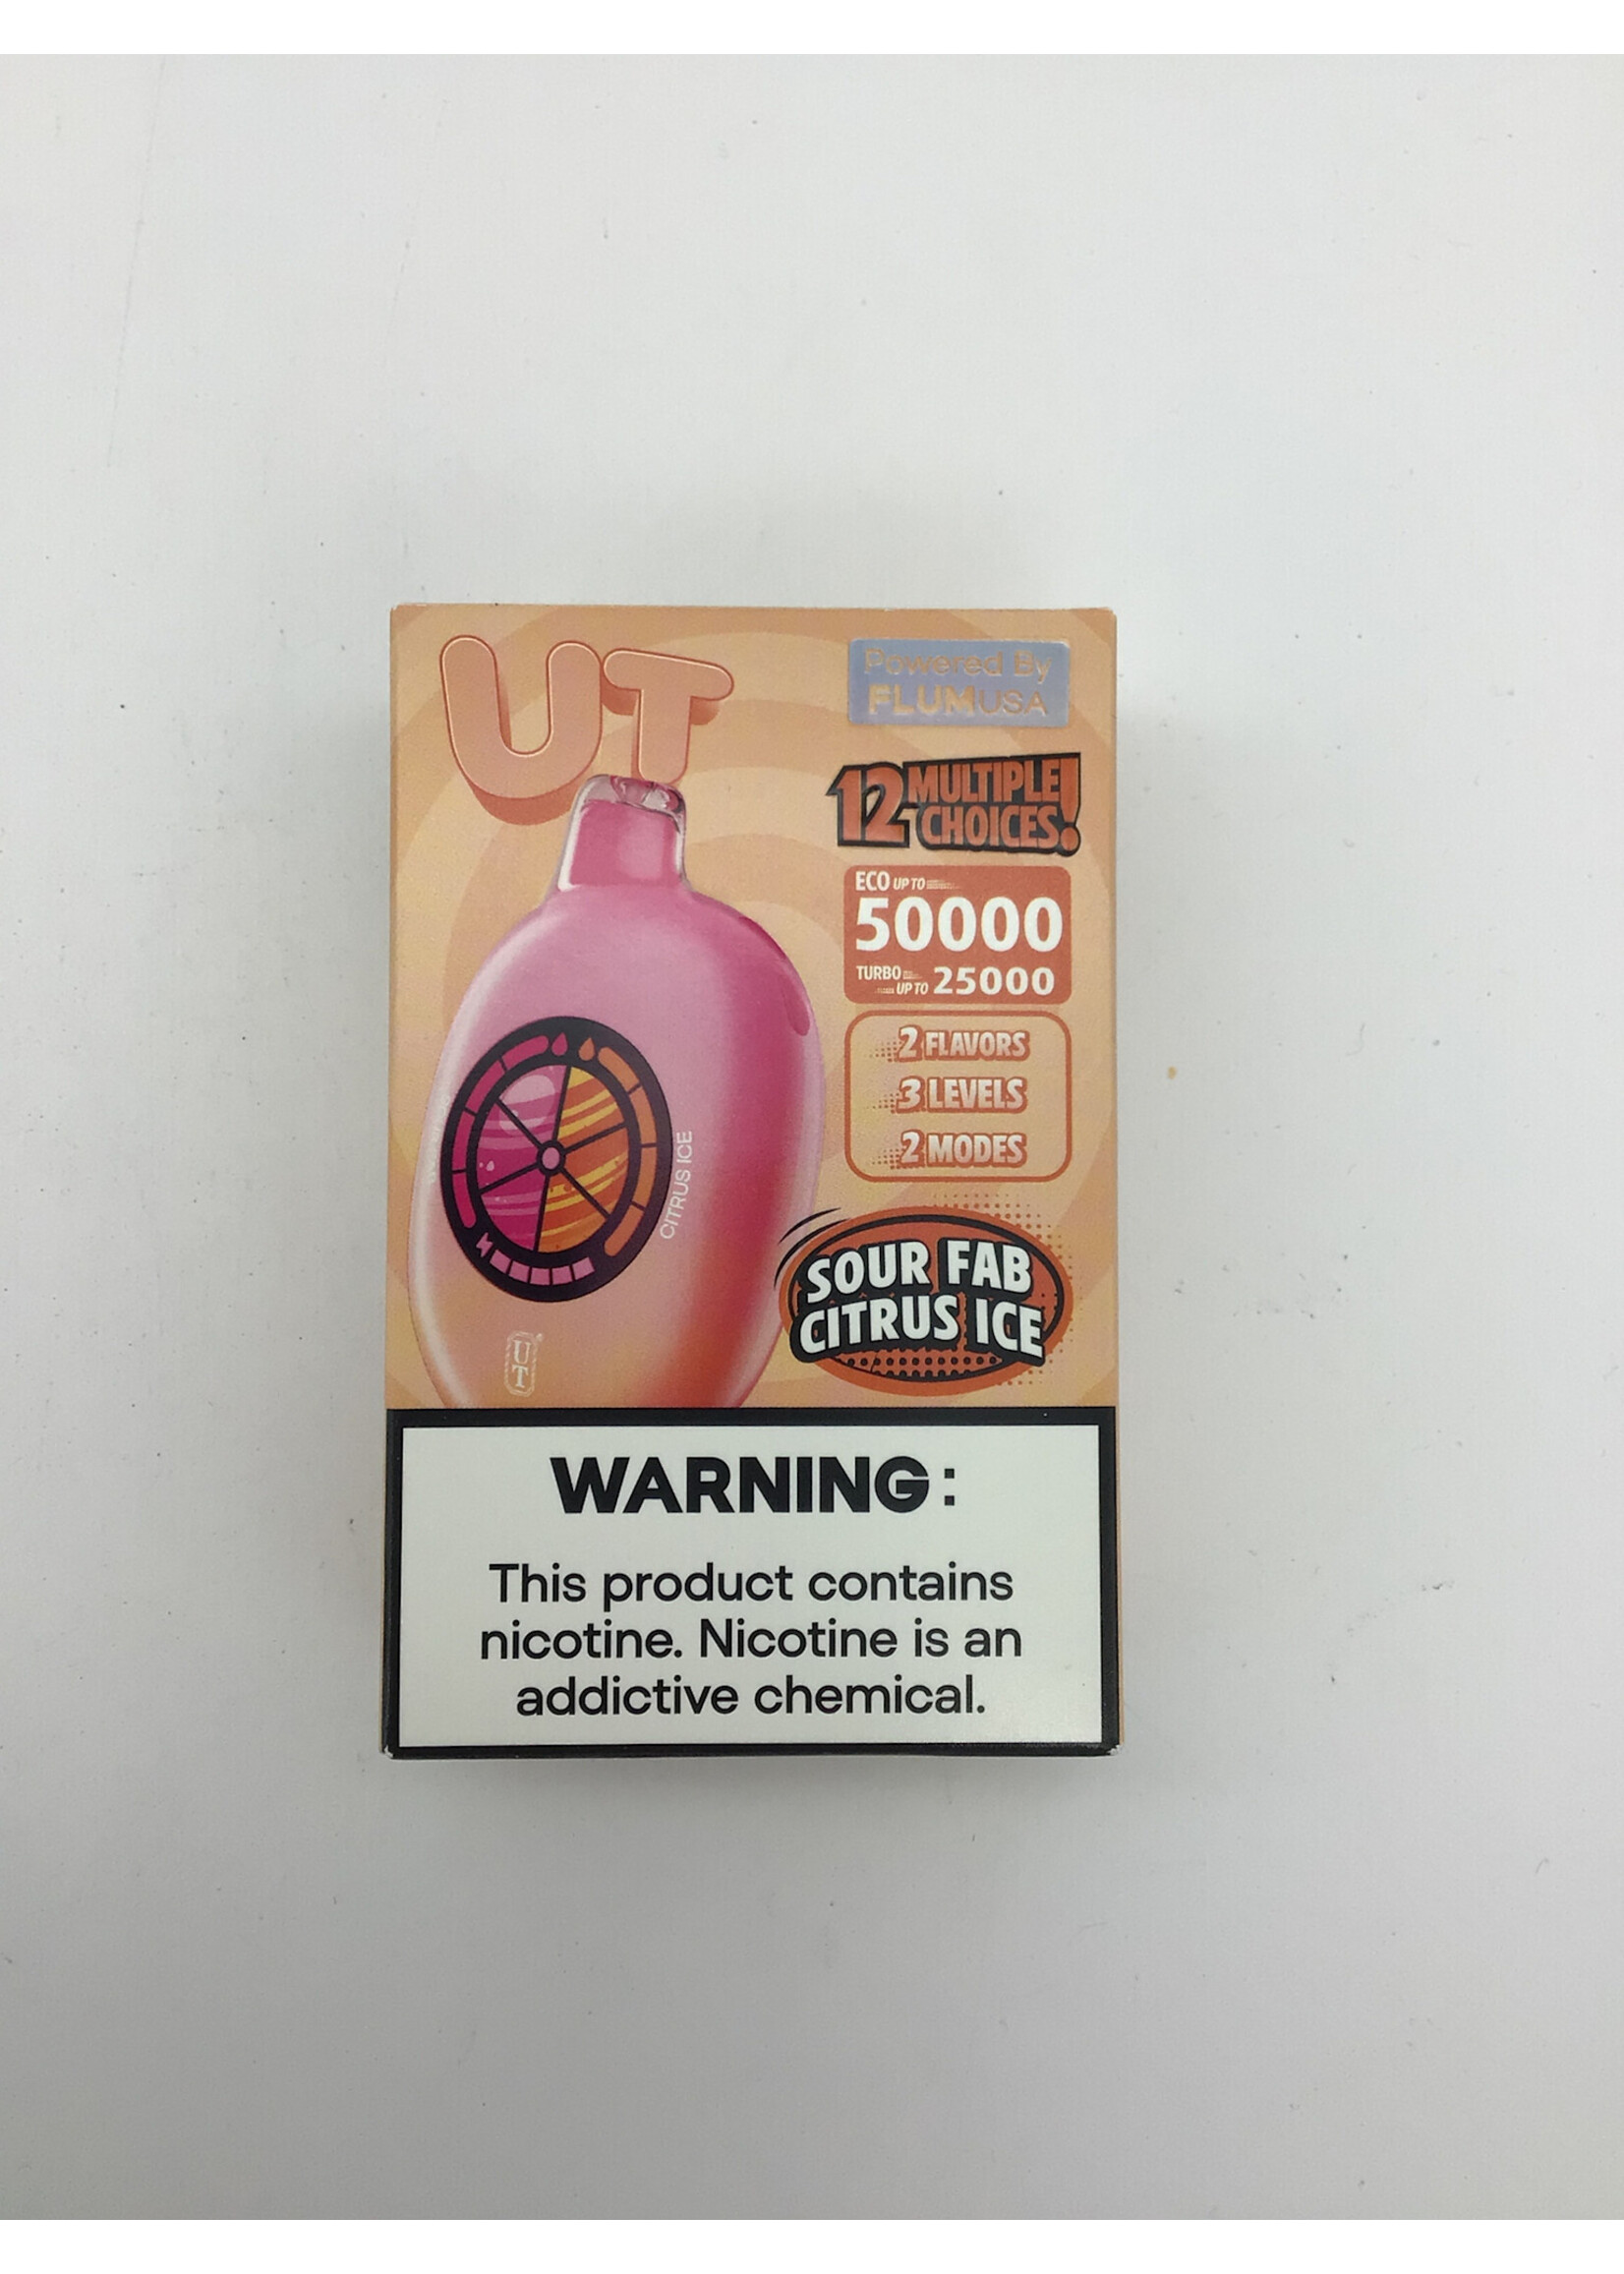 UT
Powered By
FLUMUSA
12 MULTIPLE
CHOICES!
ECO UP TO
50000
TURBO
UP TO 25000
2 FLAVORS
3 LEVELS
2 MODES
CITRUS ICE
SOUR FAB
CITRUS ICE
UT
WARNING:
This product contains
nicotine. Nicotine is an
addictive chemical.